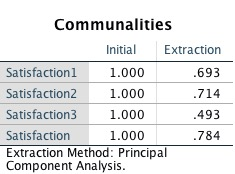 Communalities
Initial Extraction
Satisfaction1 1.000 .693
Satisfaction2 1.000 .714
Satisfaction3 1.000 .493
Satisfaction 1.000 .784
Extraction Method: Principal
Component Analysis.